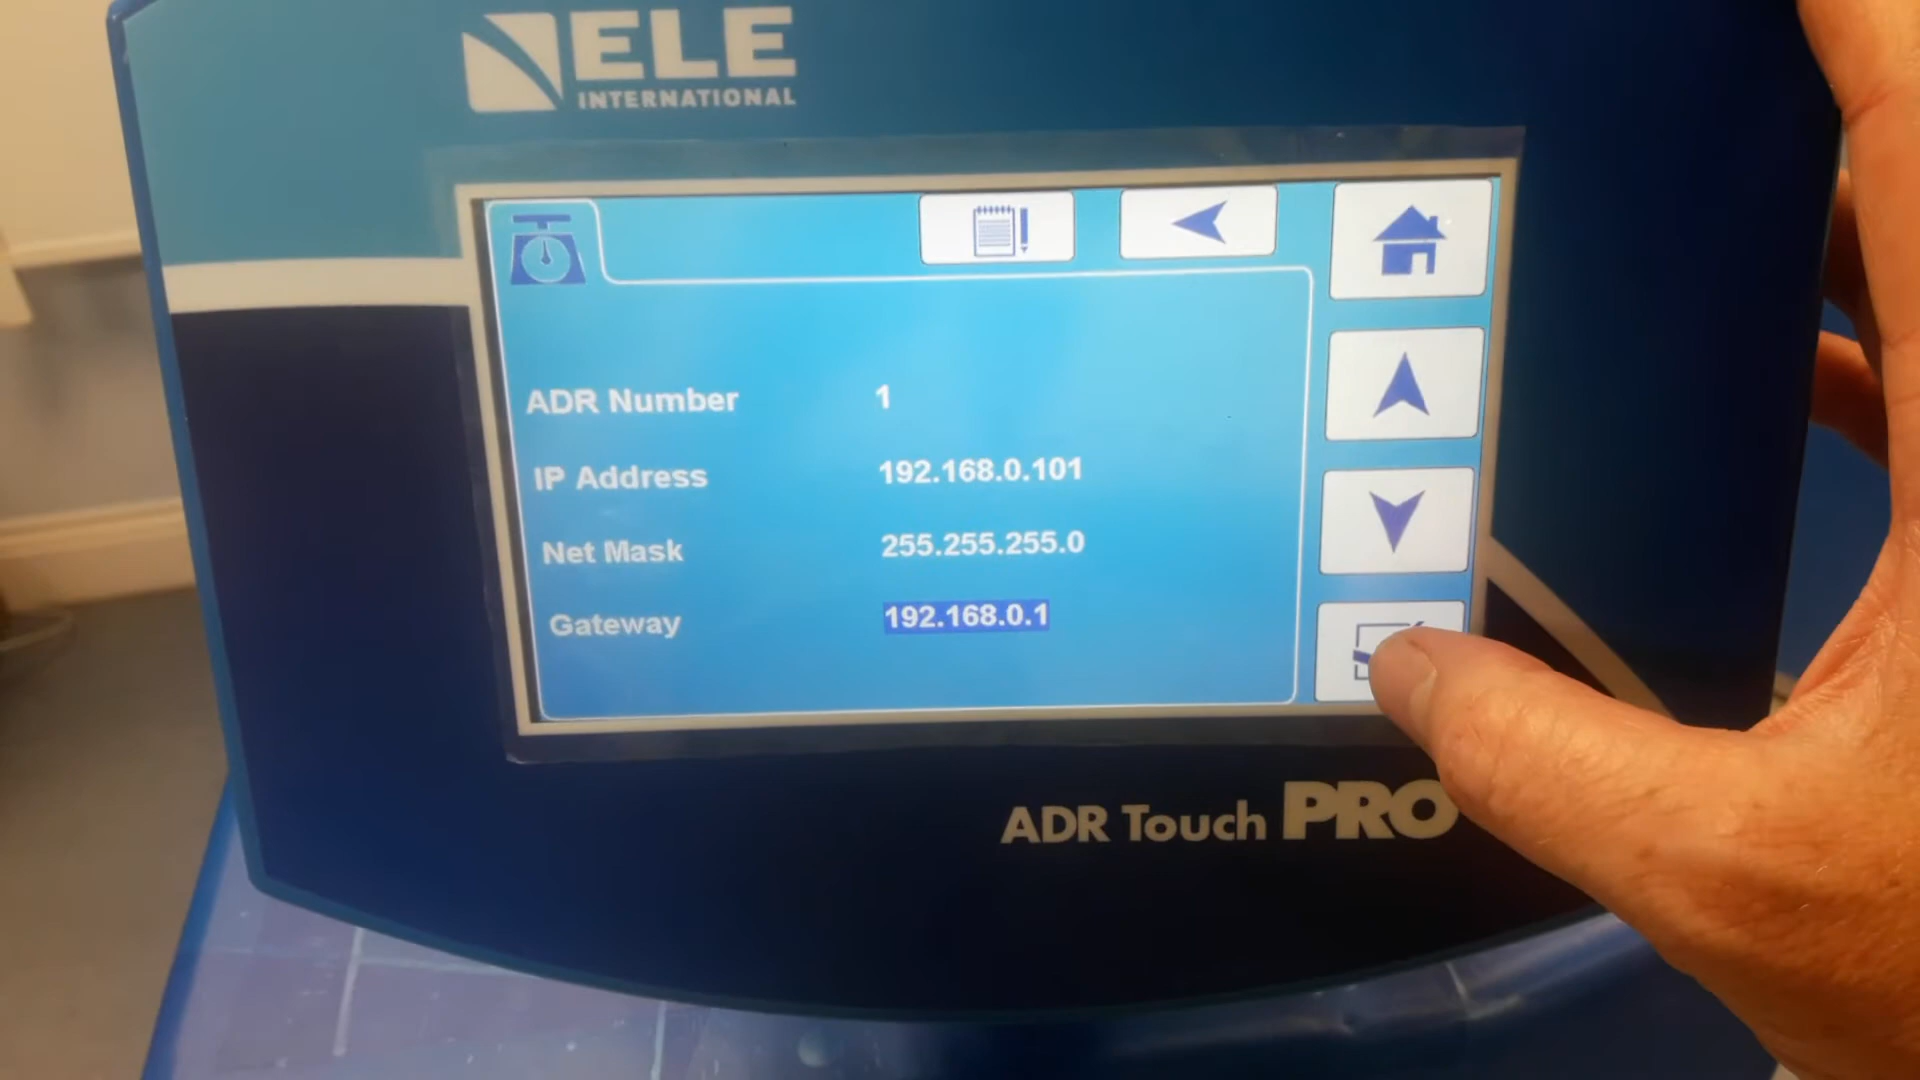 ELE
INTERNATIONAL
ADR Number 1
IP Address 192.168.0.101
Net Mask 255.255.255.0
Gateway 192.168.0.1
ADR Touch PRO